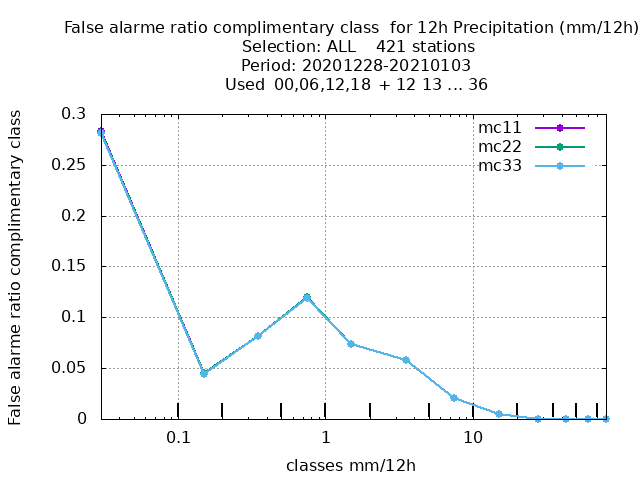 False alarme ratio complimentary class  for 12h Precipitation (mm/12h)
Selection: ALL    421 stations
Period: 20201228-20210103
Used  00,06,12,18  + 12 13 ... 36
False alarme ratio complimentary class
0.3
0.25
0.2
0.15
0.1
0.05
0
mc11
mc22
mc33
0.1
1
10
classes mm/12h